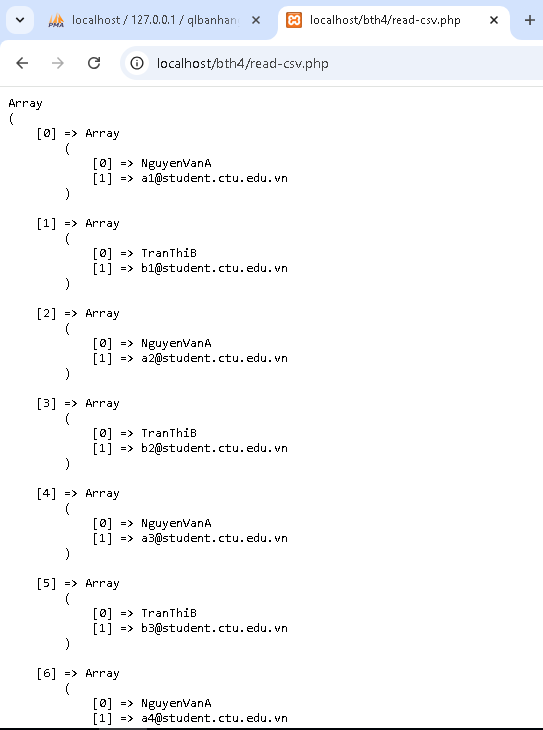 localhost / 127.0.0.1 / qlbanhan
localhost/bth4/read-csv.php
localhost/bth4/read-csv.php
Array
(
[0] => Array
(
[0] => NguyenVanA
[1] => a1@student.ctu.edu.vn
)
[1] => Array
(
[0] => TranThiB
[1] => b1@student.ctu.edu.vn
)
[2] => Array
(
[0] => NguyenVanA
[1] => a2@student.ctu.edu.vn
)
[3] => Array
(
[0] => TranThiB
[1] => b2@student.ctu.edu.vn
)
[4] => Array
(
[0] => NguyenVanA
[1] => a3@student.ctu.edu.vn
)
[5] => Array
(
[0] => TranThiB
[1] => b3@student.ctu.edu.vn
)
[6] => Array
(
[0] => NguyenVanA
[1] => a4@student.ctu.edu.vn